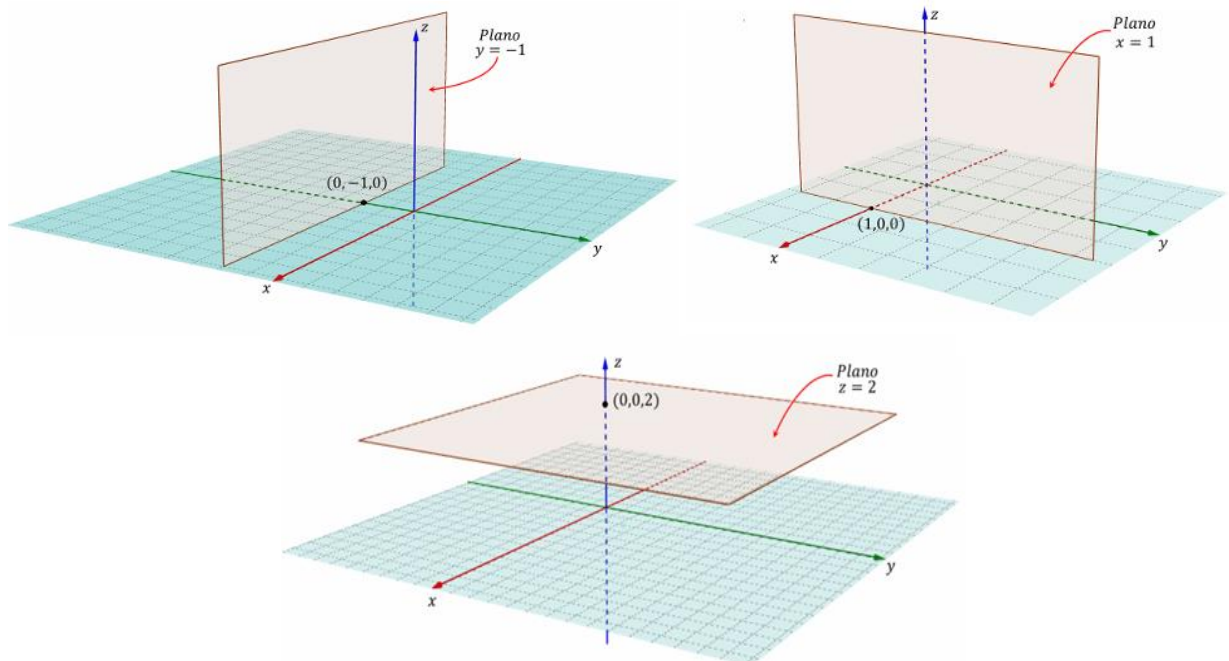 z
Plano
y = −1
(0, −1,0)
y
x
z
Plano
x = 1
(1,0,0)
x
y
z
Plano
z = 2
(0,0,2)
y
x